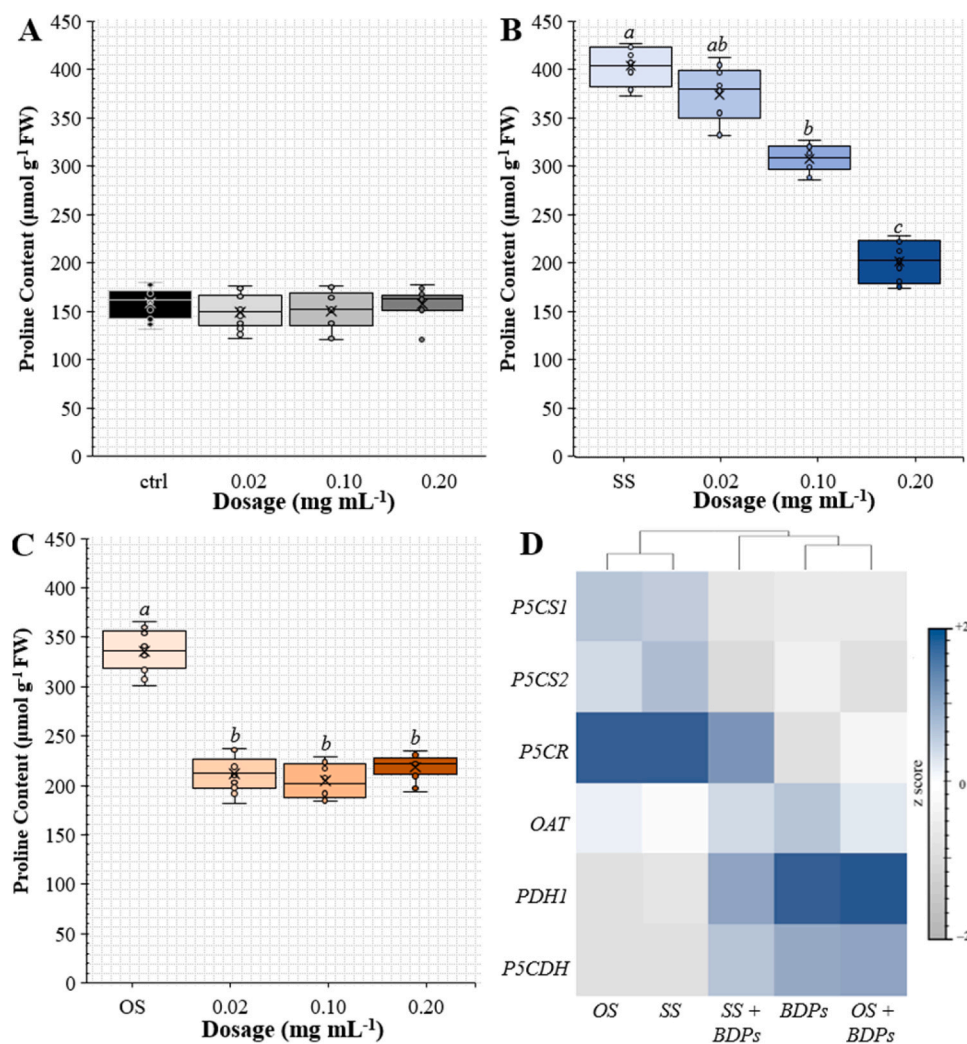 A
Proline Content (μmol g⁻¹ FW)
450
400
350
300
250
200
150
100
50
0
ctrl 0.02 0.10 0.20
Dosage (mg mL⁻¹)
B
Proline Content (μmol g⁻¹ FW)
450
400
350
300
250
200
150
100
50
0
a
ab
b
c
SS 0.02 0.10 0.20
Dosage (mg mL⁻¹)
C
Proline Content (μmol g⁻¹ FW)
450
400
350
300
250
200
150
100
50
0
a
b
b
b
OS 0.02 0.10 0.20
Dosage (mg mL⁻¹)
D
P5CS1
P5CS2
P5CR
OAT
PDH1
P5CDH
OS SS SS + BDPs OS +
BDPs BDPs
+2
0
−2
z score